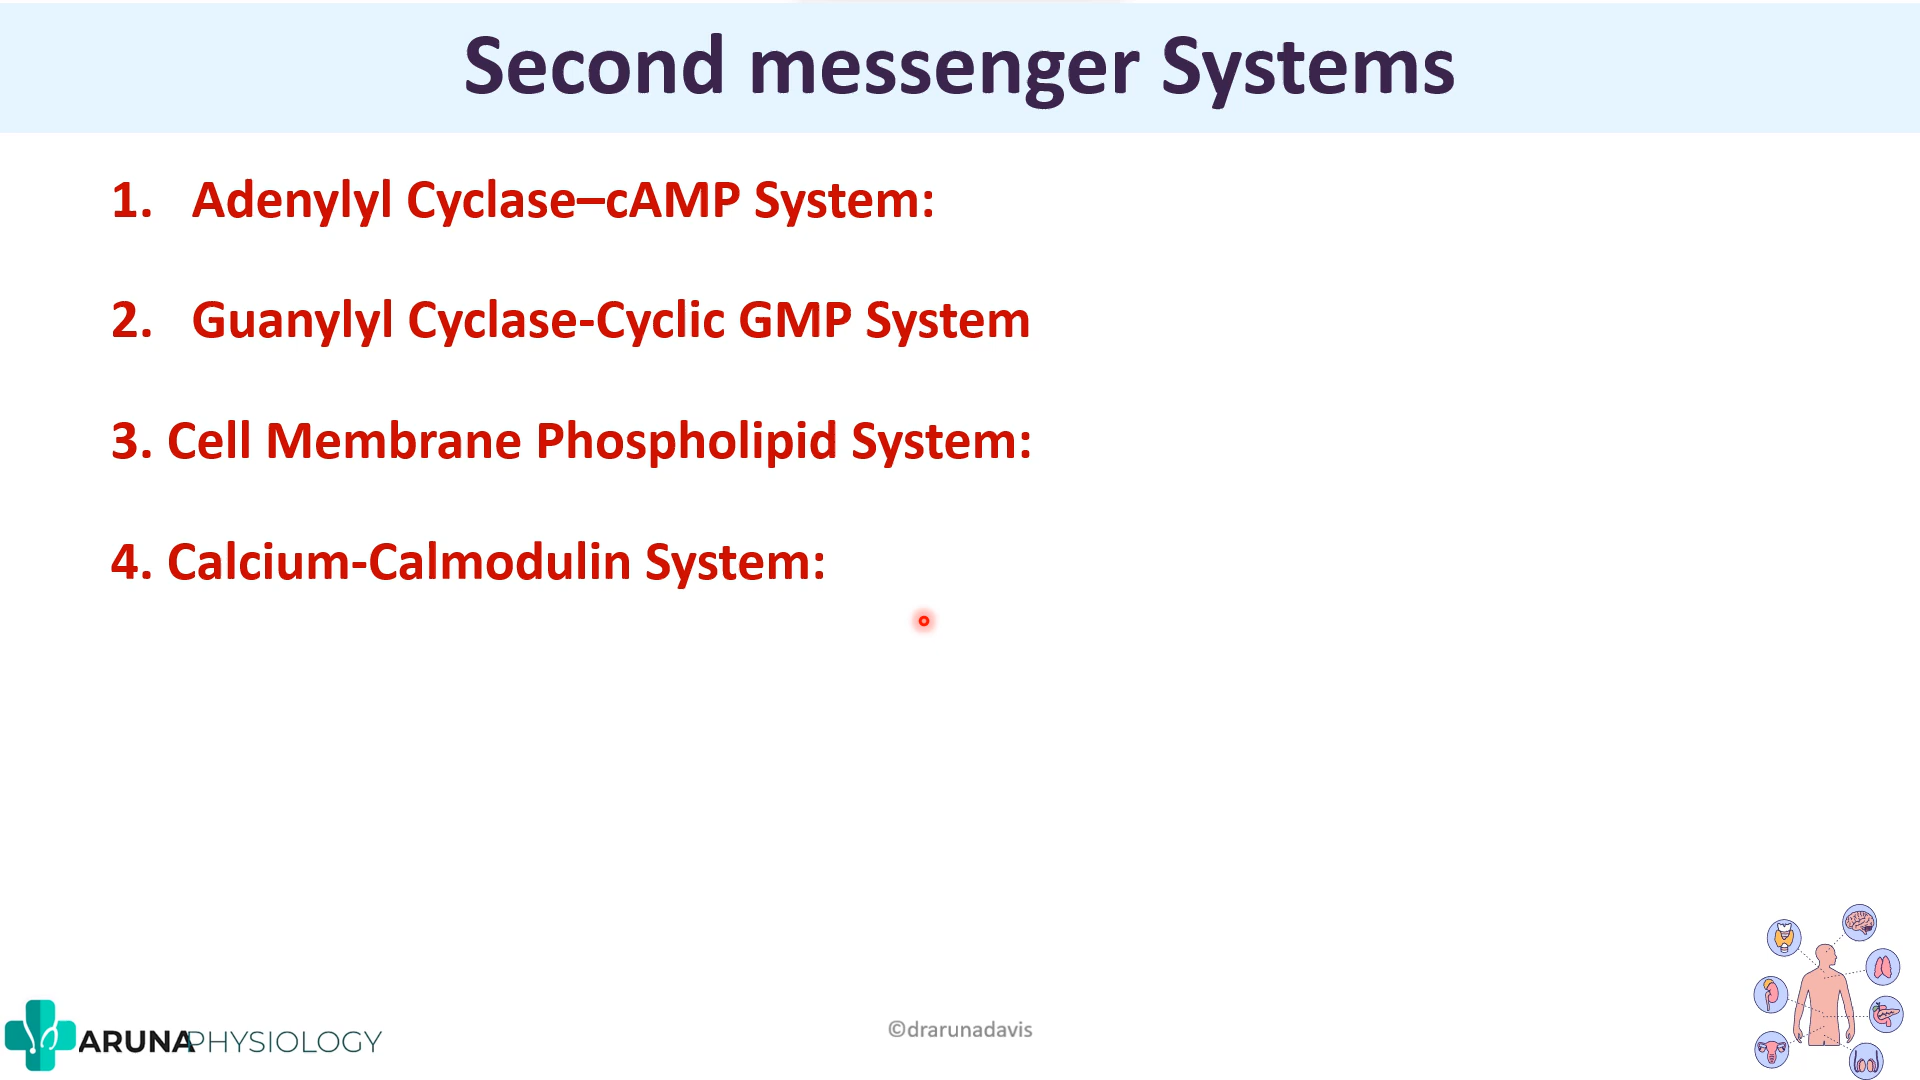 Second messenger Systems
1. Adenylyl Cyclase–cAMP System:
2. Guanylyl Cyclase-Cyclic GMP System
3. Cell Membrane Phospholipid System:
4. Calcium-Calmodulin System:
ARUNAPHYSIOLOGY
©drarunadavis